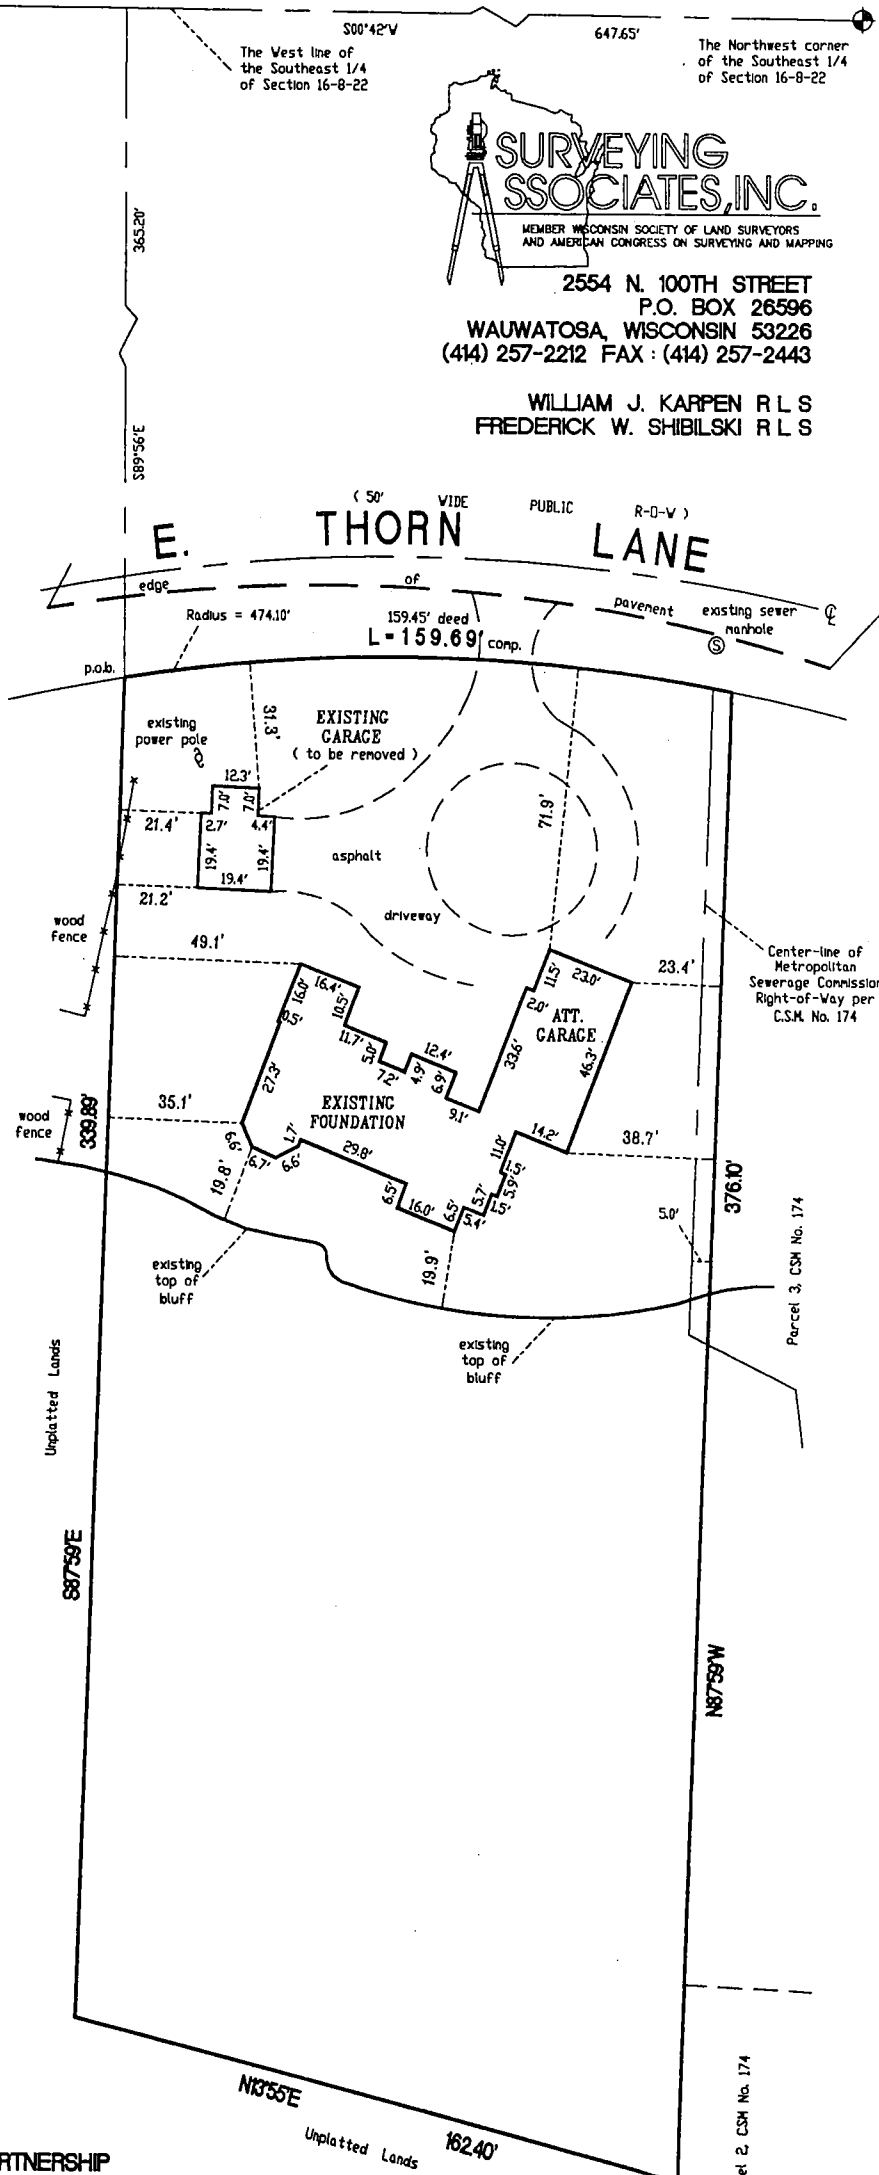 S00°42'W
647.65'
The West line of
the Southeast 1/4
of Section 16-8-22
The Northwest corner
of the Southeast 1/4
of Section 16-8-22
SURVEYING
SSOCIATES, INC.
MEMBER WISCONSIN SOCIETY OF LAND SURVEYORS
AND AMERICAN CONGRESS ON SURVEYING AND MAPPING
365.20'
2554 N. 100TH STREET
P.O. BOX 26596
WAUWATOSA, WISCONSIN 53226
(414) 257-2212 FAX : (414) 257-2443
WILLIAM J. KARPEN R L S
FREDERICK W. SHIBILSKI R L S
S89°56'E
( 50' WIDE PUBLIC R-O-W )
E. THORN LANE
edge of pavement
existing sewer
manhole
S
Radius = 474.10'
159.45' deed
L=159.69' comp.
p.o.b.
existing
power pole
31.3'
EXISTING
GARAGE
( to be removed )
12.3'
7.0'
7.0'
21.4'
2.7'
4.4'
19.4'
19.4'
19.4'
71.9'
asphalt
21.2'
driveway
wood
fence
49.1'
Center-line of
Metropolitan
Sewerage Commission
Right-of-Way per
C.S.M. No. 174
23.4'
16.0'
16.4'
10.5'
0.5'
11.7'
5.0'
7.2'
4.9'
12.4'
6.9'
9.1'
33.6'
2.0'
11.5'
23.0'
ATT.
GARAGE
46.3'
27.3'
EXISTING
FOUNDATION
wood
fence
339.89'
35.1'
6.6'
6.7'
6.6'
1.7'
29.8'
6.5'
16.0'
6.5'
5.4'
5.7'
1.5'
5.9'
1.5'
11.0'
14.2'
38.7'
19.8'
19.9'
376.10'
5.0'
Parcel 3, CSM No. 174
existing
top of
bluff
existing
top of
bluff
Unplatted Lands
S87°59'E
N87°59'W
N13°55'E
162.40'
Unplatted Lands
el 2, CSM No. 174
RTNERSHIP